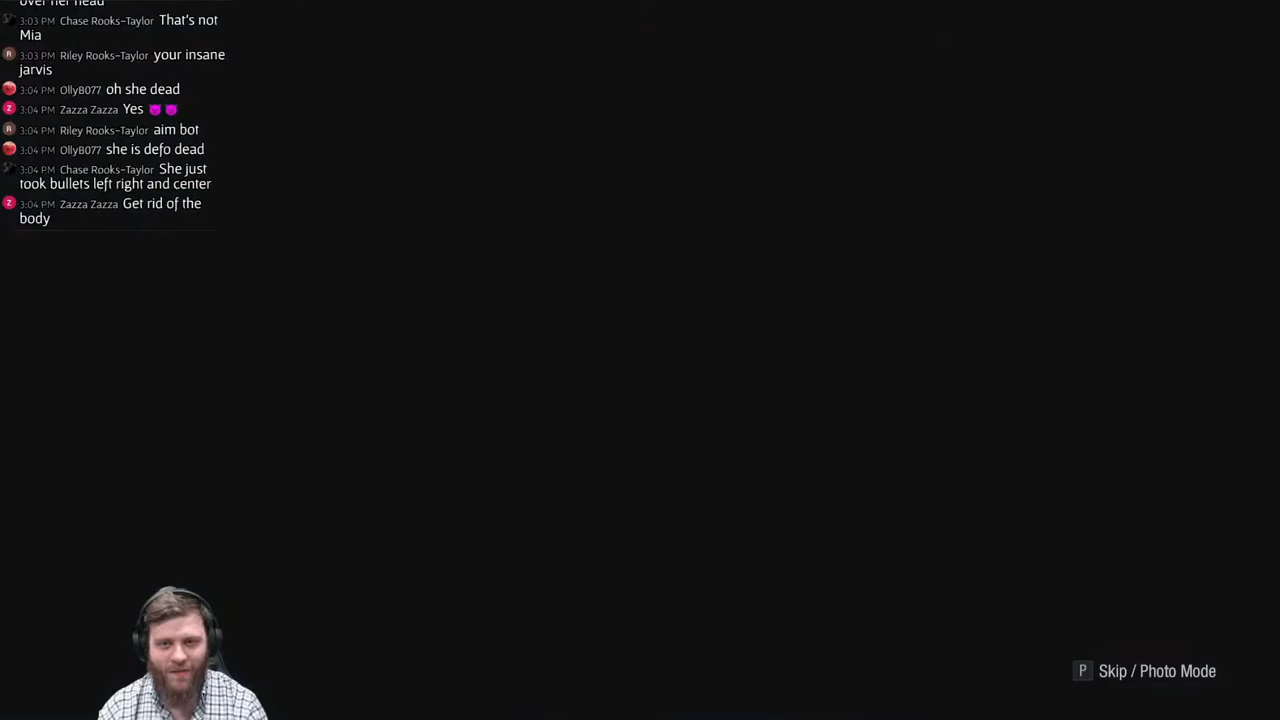 over her head
3:03 PM Chase Rooks-Taylor That's not
Mia
R 3:03 PM Riley Rooks-Taylor your insane
jarvis
3:04 PM OllyB077 oh she dead
Z 3:04 PM Zazza Zazza Yes 😈 😈
R 3:04 PM Riley Rooks-Taylor aim bot
3:04 PM OllyB077 she is defo dead
3:04 PM Chase Rooks-Taylor She just
took bullets left right and center
Z 3:04 PM Zazza Zazza Get rid of the
body
P Skip / Photo Mode